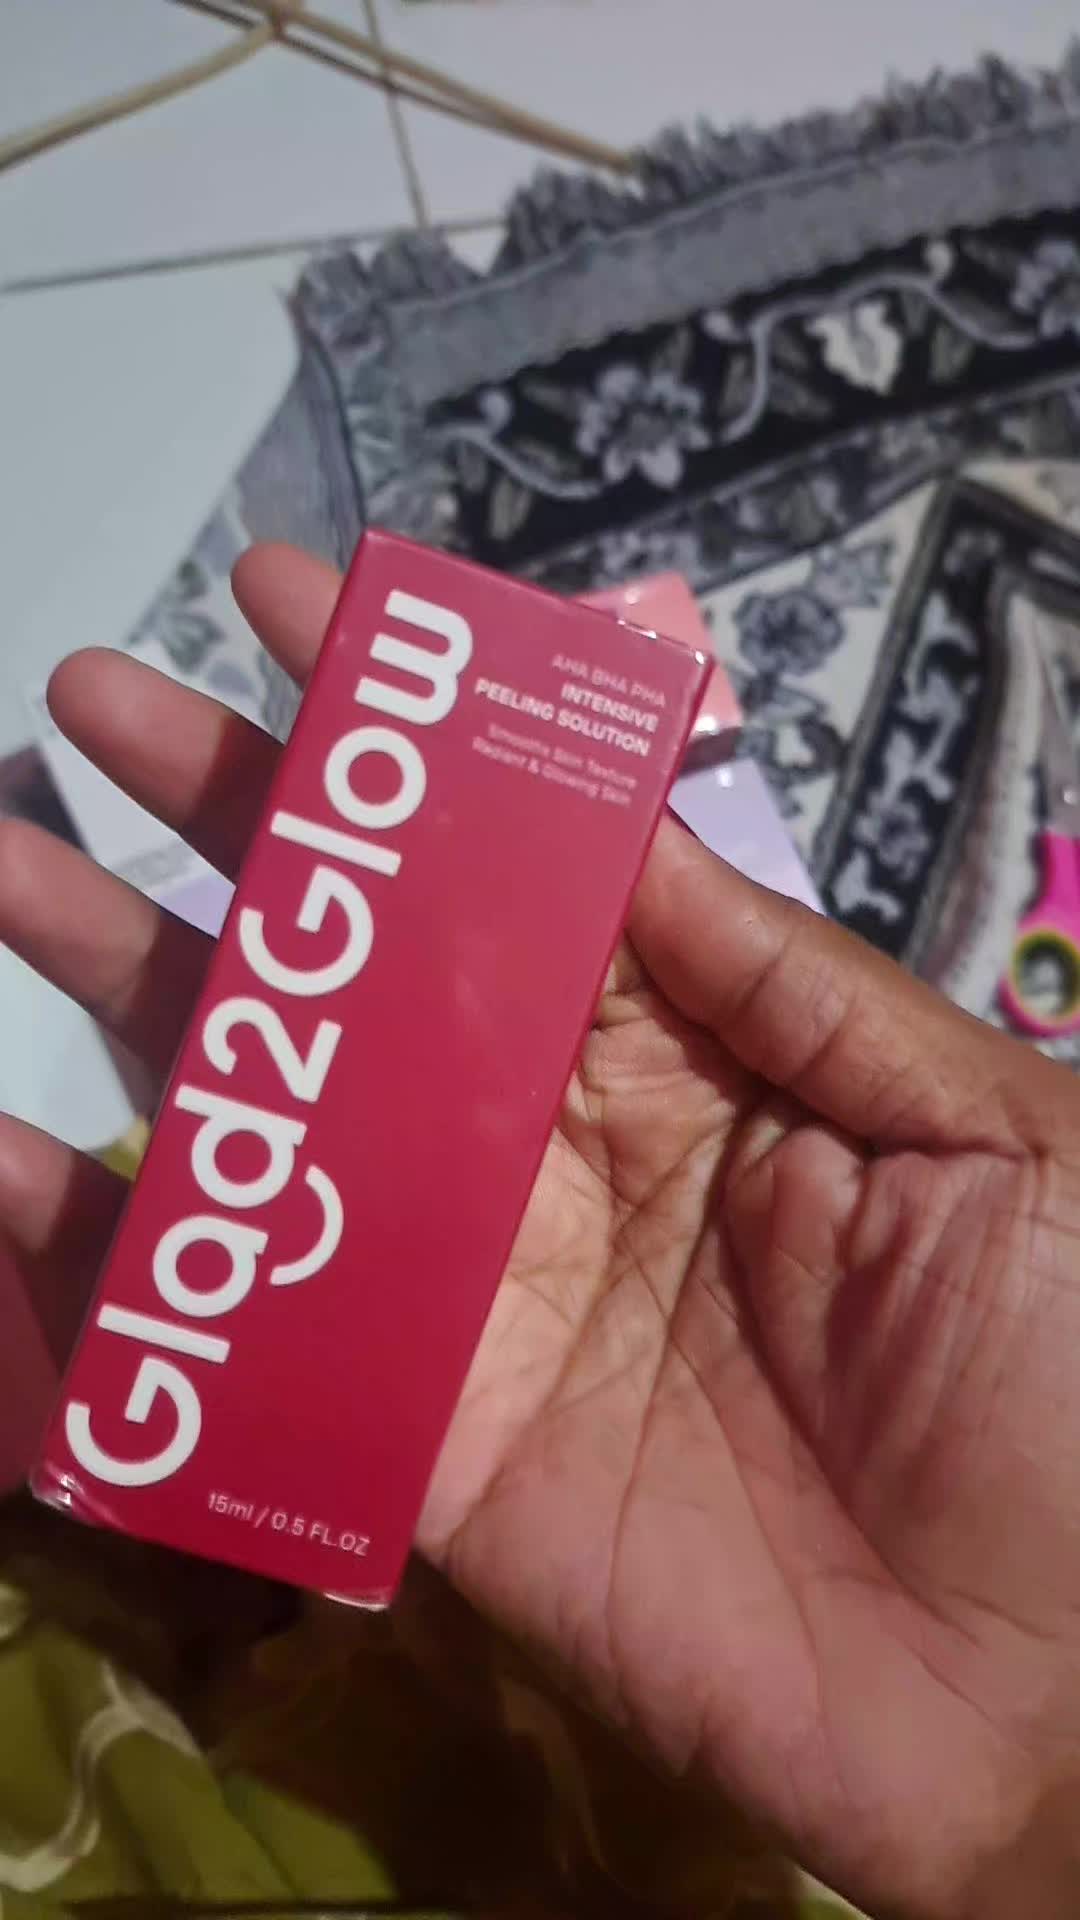 Glad2Glow
AHA BHA PHA
INTENSIVE
PEELING SOLUTION
Smooths Skin Texture
Radiant & Glowing Skin
15ml / 0.5 FL.OZ